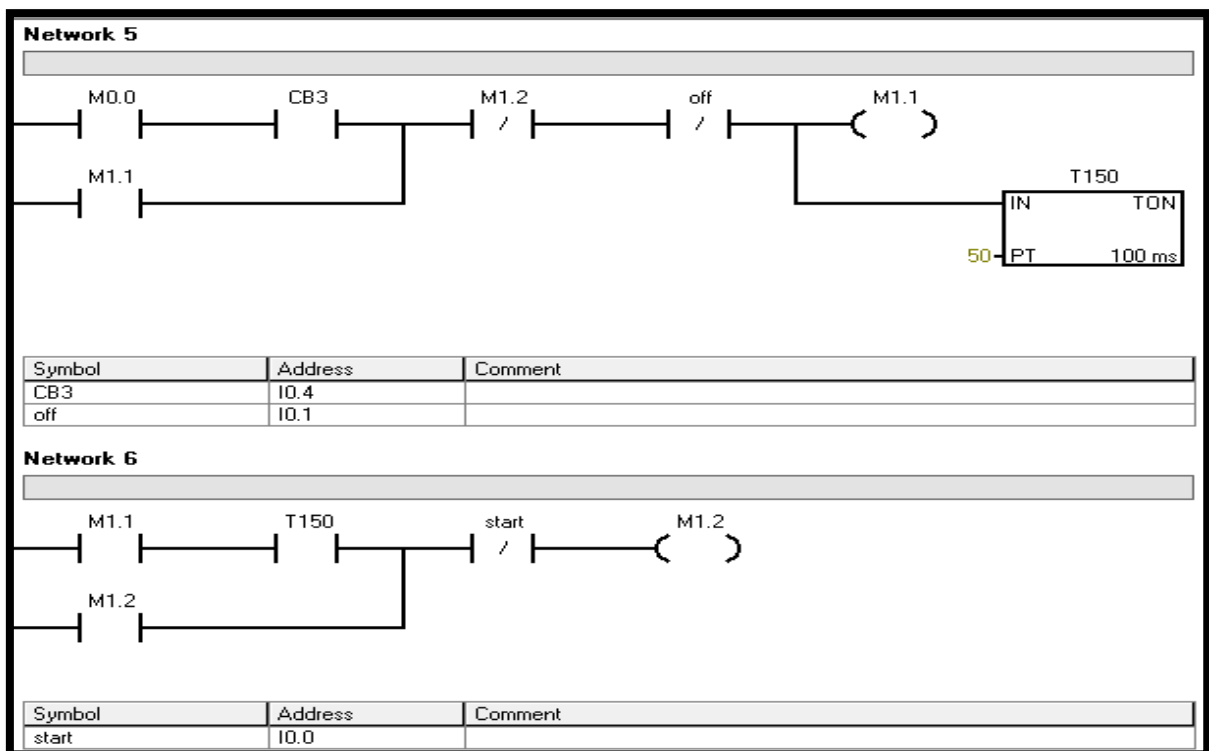 Network 5
M0.0 CB3 M1.2 off M1.1
/ /
M1.1 T150
IN TON
50 PT 100 ms
Symbol Address Comment
CB3 I0.4
off I0.1
Network 6
M1.1 T150 start M1.2
/
M1.2
Symbol Address Comment
start I0.0